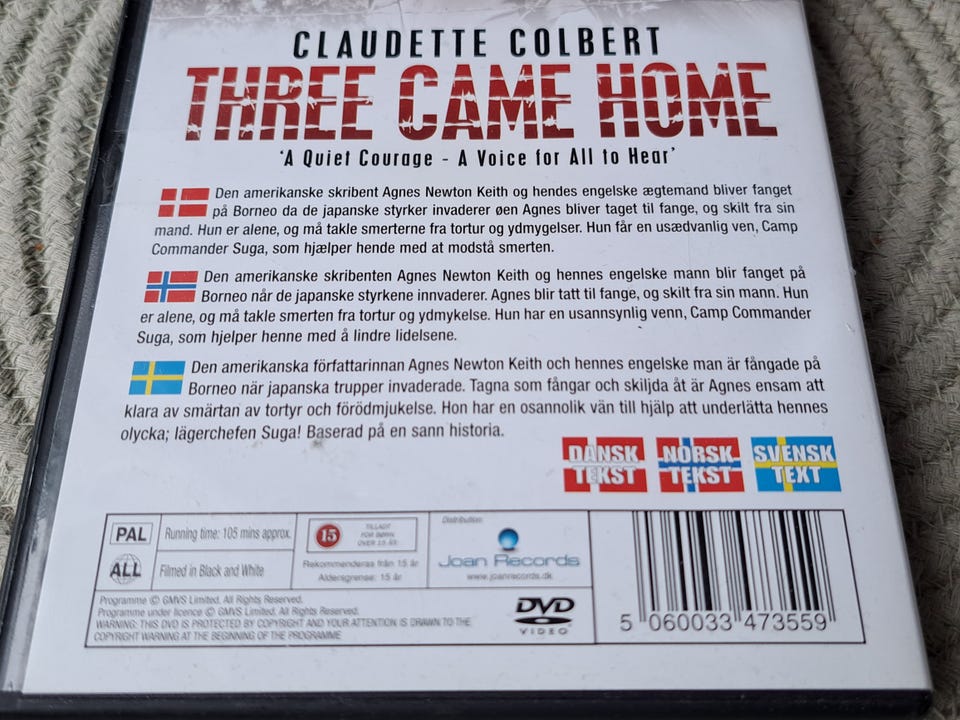 CLAUDETTE COLBERT
THREE CAME HOME
'A Quiet Courage - A Voice for All to Hear'
Den amerikanske skribent Agnes Newton Keith og hendes engelske ægtemand bliver fanget
på Borneo da de japanske styrker invaderer øen Agnes bliver taget til fange, og skilt fra sin
mand. Hun er alene, og må takle smerterne fra tortur og ydmygelser. Hun får en usædvanlig ven, Camp
Commander Suga, som hjælper hende med at modstå smerten.
Den amerikanske skribenten Agnes Newton Keith og hennes engelske mann blir fanget på
Borneo når de japanske styrkene innvaderer. Agnes blir tatt til fange, og skilt fra sin mann. Hun
er alene, og må takle smerten fra tortur og ydmykelse. Hun har en usannsynlig venn, Camp Commander
Suga, som hjelper henne med å lindre lidelsene.
Den amerikanska författarinnan Agnes Newton Keith och hennes engelske man är fångade på
Borneo när japanska trupper invaderade. Tagna som fångar och skiljda åt är Agnes ensam att
klara av smärtan av tortyr och förödmjukelse. Hon har en osannolik vän till hjälp att underlätta hennes
olycka; lägerchefen Suga! Baserad på en sann historia.
DANSK TEKST
NORSK TEKST
SVENSK TEXT
PAL
Running time: 105 mins approx.
ALL
Filmed in Black and White
15
TILLADT
FOR BØRN
OVER 15 ÅR
Rekommenderas från 15 år
Aldersgrense: 15 år
Distribution:
Joan Records
www.joanrecords.dk
Programme © GMVS Limited. All Rights Reserved.
Programme under licence © GMVS Limited. All Rights Reserved.
WARNING: THIS DVD IS PROTECTED BY COPYRIGHT AND YOUR ATTENTION IS DRAWN TO THE
COPYRIGHT WARNING AT THE BEGINNING OF THE PROGRAMME
DVD
VIDEO
5 060033 473559